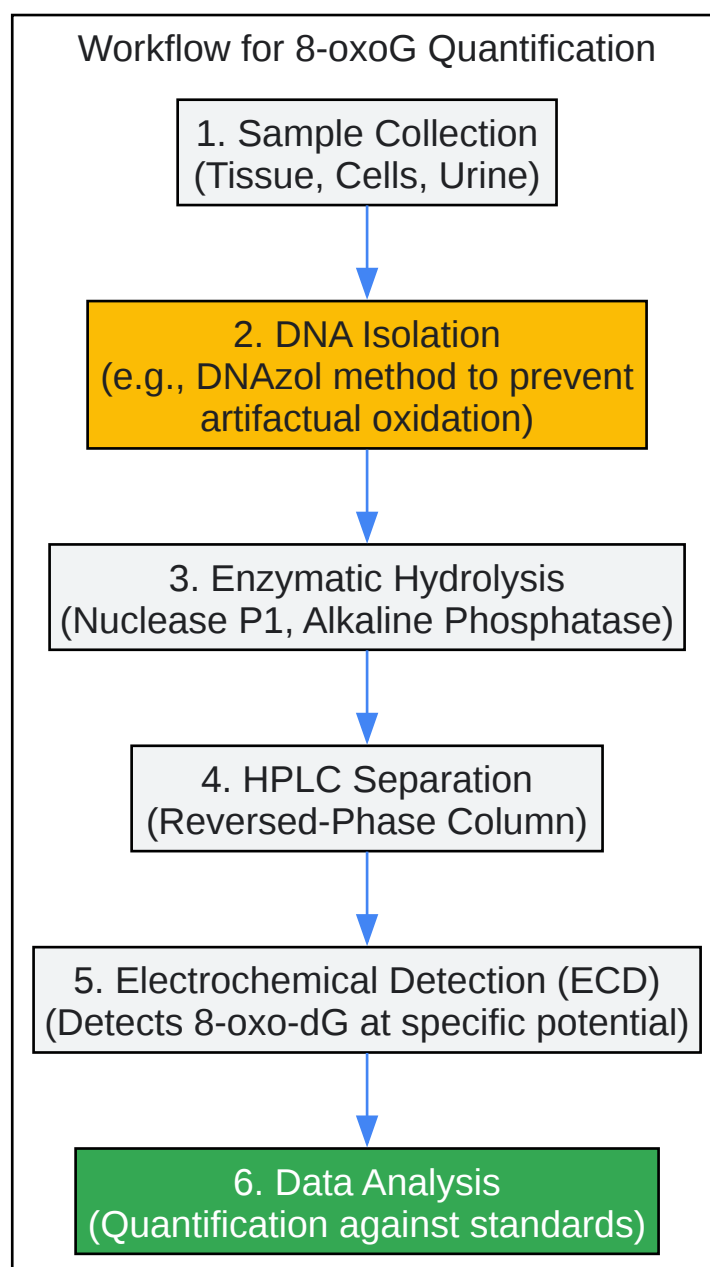 Workflow for 8-oxoG Quantification
1. Sample Collection
(Tissue, Cells, Urine)
2. DNA Isolation
(e.g., DNAzol method to prevent
artifactual oxidation)
3. Enzymatic Hydrolysis
(Nuclease P1, Alkaline Phosphatase)
4. HPLC Separation
(Reversed-Phase Column)
5. Electrochemical Detection (ECD)
(Detects 8-oxo-dG at specific potential)
6. Data Analysis
(Quantification against standards)